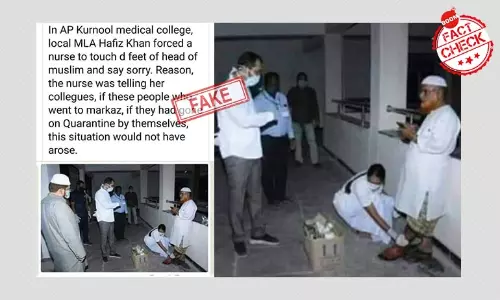 In AP Kurnool medical college,
local MLA Hafiz Khan forced a
nurse to touch d feet of head of
muslim and say sorry. Reason,
the nurse was telling her
collegues, if these people who
went to markaz, if they had gone
on Quarantine by themselves,
this situation would not have
arose.
FAKE
FACT
CHECK